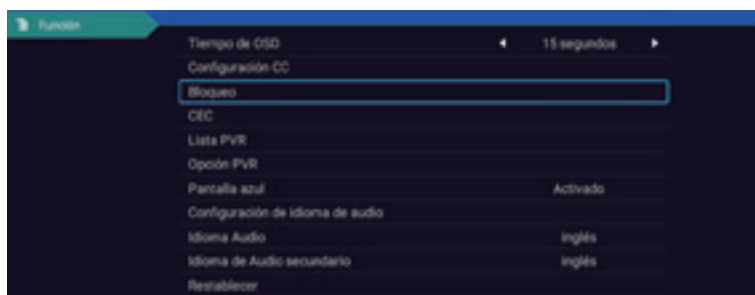 Función
Tiempo de OSD 15 segundos
Configuración CC
Bloqueo
CEC
Lista PVR
Opción PVR
Pantalla azul Activado
Configuración de idioma de audio
Idioma Audio inglés
Idioma de Audio secundario inglés
Restablecer